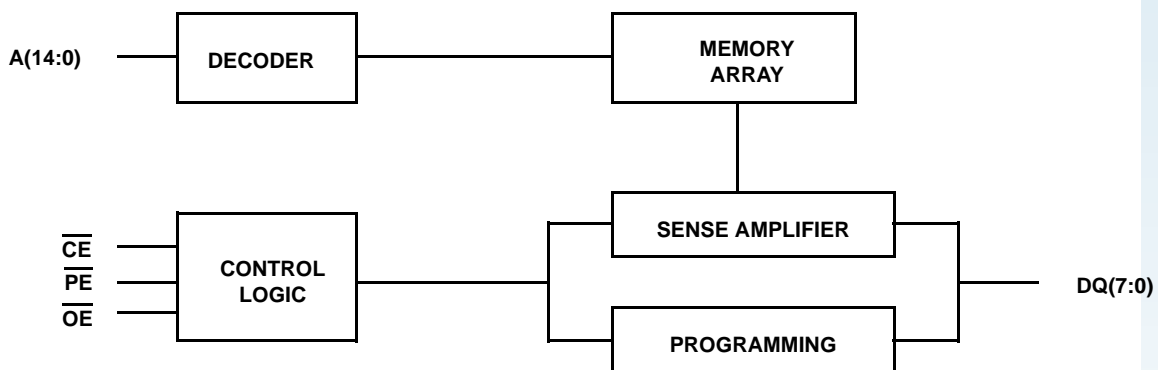 A(14:0)
DECODER
MEMORY
ARRAY
CE
PE
OE
CONTROL
LOGIC
SENSE AMPLIFIER
PROGRAMMING
DQ(7:0)